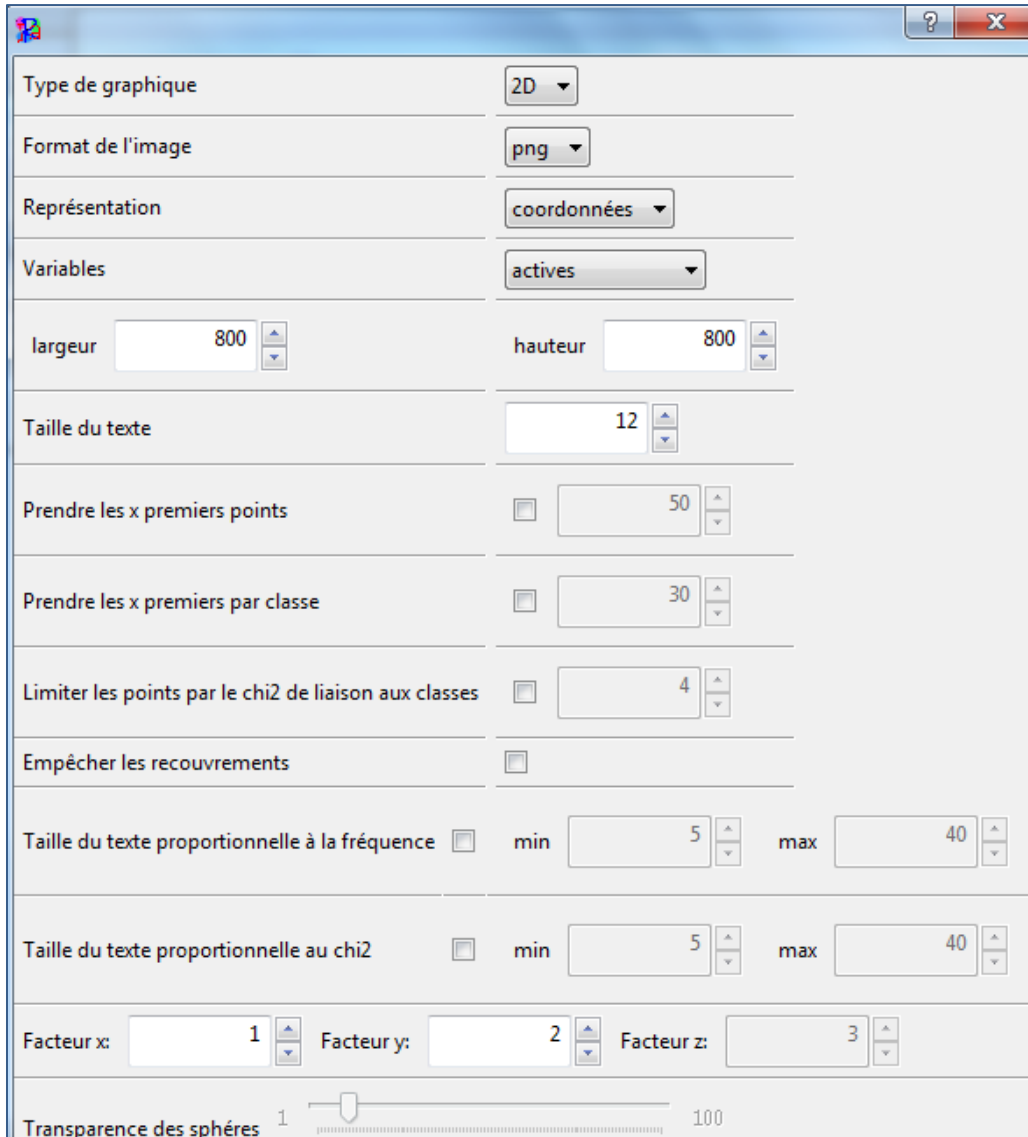 ?
X
Type de graphique 2D
Format de l'image png
Représentation coordonnées
Variables actives
largeur 800 hauteur 800
Taille du texte 12
Prendre les x premiers points 50
Prendre les x premiers par classe 30
Limiter les points par le chi2 de liaison aux classes 4
Empêcher les recouvrements
Taille du texte proportionnelle à la fréquence min 5 max 40
Taille du texte proportionnelle au chi2 min 5 max 40
Facteur x: 1 Facteur y: 2 Facteur z: 3
Transparence des sphéres 1 100